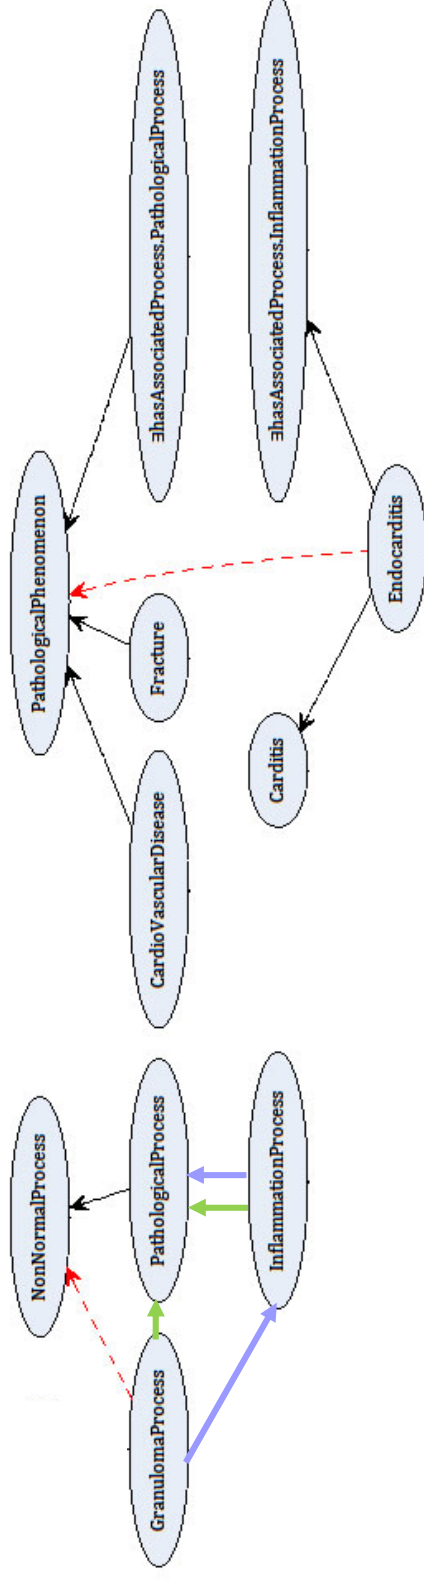 NonNormalProcess
PathologicalPhenomenon
GranulomaProcess
PathologicalProcess
CardioVascularDisease
Fracture
∃hasAssociatedProcess.PathologicalProcess
InflammationProcess
Carditis
∃hasAssociatedProcess.InflammationProcess
Endocarditis